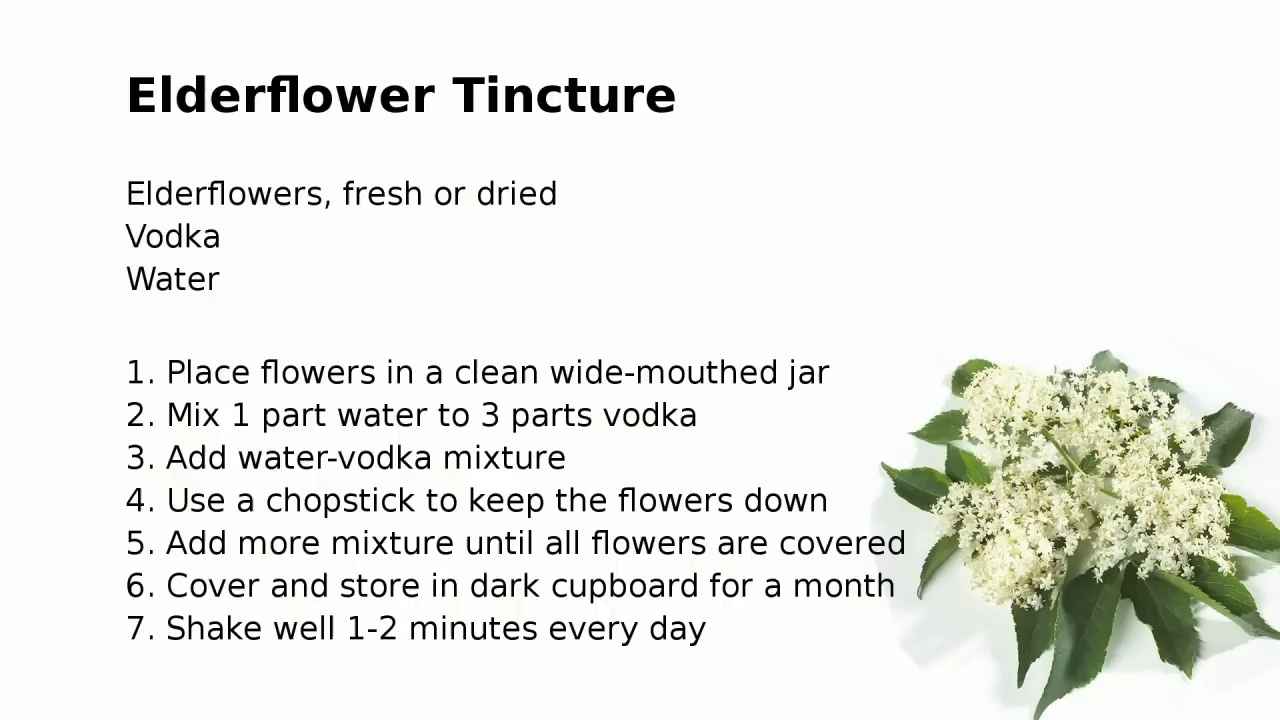 Elderflower Tincture
Elderflowers, fresh or dried
Vodka
Water
1. Place flowers in a clean wide-mouthed jar
2. Mix 1 part water to 3 parts vodka
3. Add water-vodka mixture
4. Use a chopstick to keep the flowers down
5. Add more mixture until all flowers are covered
6. Cover and store in dark cupboard for a month
7. Shake well 1-2 minutes every day